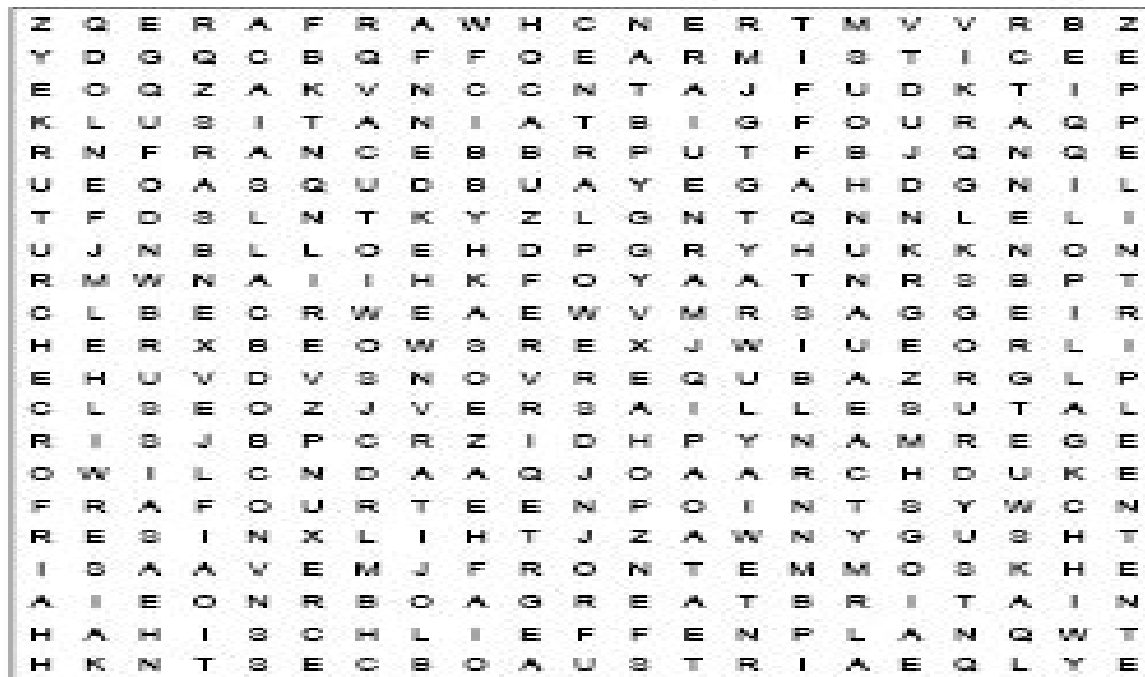 Z Q E R A F R A W H C N E R T M V V R B Z
Y D G Q C B Q F F O E A R M I S T I C E E
E O Q Z A K V N C C N T A J F U D K T I P
K L U S I T A N I A T B I G F O U R A Q P
R N F R A N C E B B R P U T F B J Q N Q E
U E O A S Q U D B U A Y E G A H D G N I L
T F D S L N T K Y Z L G N T Q N N L E L I
U J N B L L O E H D P G R Y H U K K N O N
R M W N A I I H K F O Y A A T N R S B P T
C L B E C R W E A E W V M R S A G G E I R
H E R X B E O W S R E X J W I U E O R L I
E H U V D V S N O V R E Q U B A Z R G L P
C L S E O Z J V E R S A I L L E S U T A L
R I S J B P C R Z I D H P Y N A M R E G E
O W I L C N D A A Q J O A A R C H D U K E
F R A F O U R T E E N P O I N T S Y W C N
R E S I N X L I H T J Z A W N Y G U S H T
I S A A V E M J F R O N T E M M O S K H E
A I E O N R B O A G R E A T B R I T A I N
H A H I S C H L I E F F E N P L A N Q W T
H K N T S E C B O A U S T R I A E Q L Y E